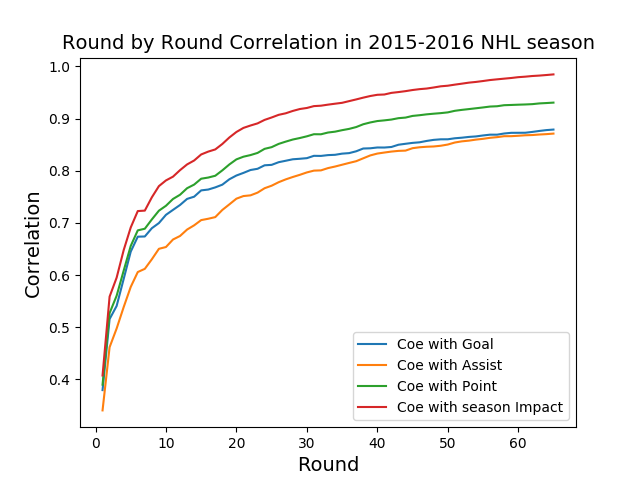 Round by Round Correlation in 2015-2016 NHL season
1.0
0.9
0.8
0.7
0.6
0.5
0.4
Correlation
Coe with Goal
Coe with Assist
Coe with Point
Coe with season Impact
0 10 20 30 40 50 60
Round